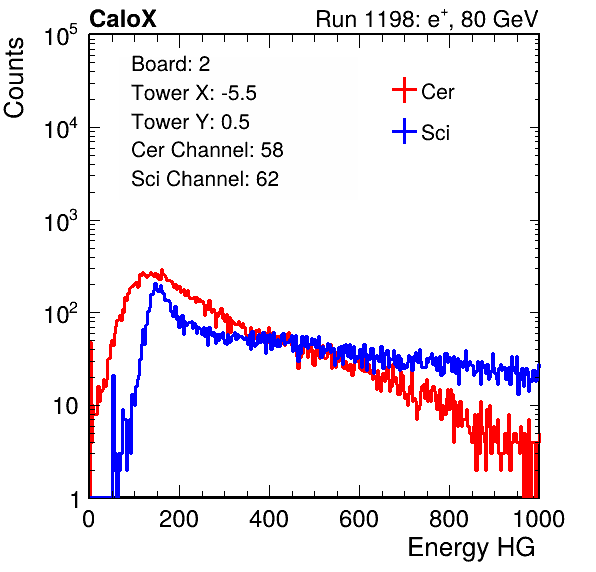 CaloX Run 1198: e⁺, 80 GeV
Board: 2
Tower X: -5.5
Tower Y: 0.5
Cer Channel: 58
Sci Channel: 62
Cer
Sci
Counts
10⁵
10⁴
10³
10²
10
1
0 200 400 600 800 1000
Energy HG